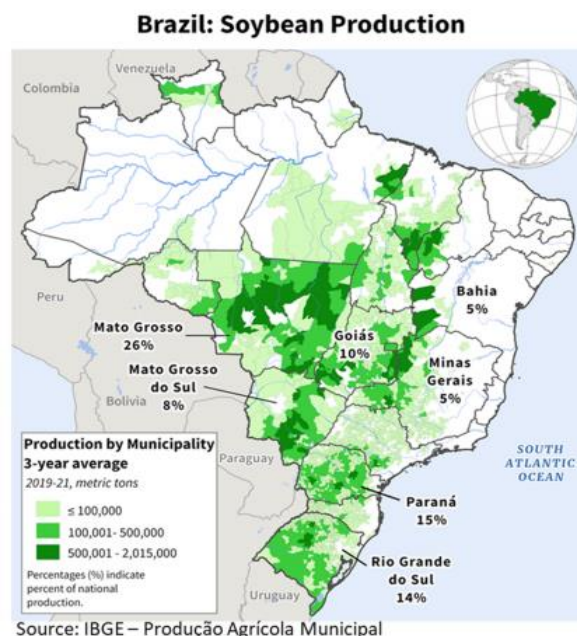 Brazil: Soybean Production
Venezuela
Colombia
Peru
Bahia
5%
Mato Grosso
26%
Goiás
10%
Mato Grosso
do Sul
8%
Minas
Gerais
5%
Bolivia
Production by Municipality
3-year average
2019-21, metric tons
≤ 100,000
100,001- 500,000
500,001 - 2,015,000
Percentages (%) indicate
percent of national
production.
Paraguay
SOUTH
ATLANTIC
OCEAN
Paraná
15%
Rio Grande
do Sul
14%
Uruguay
Source: IBGE – Produção Agrícola Municipal